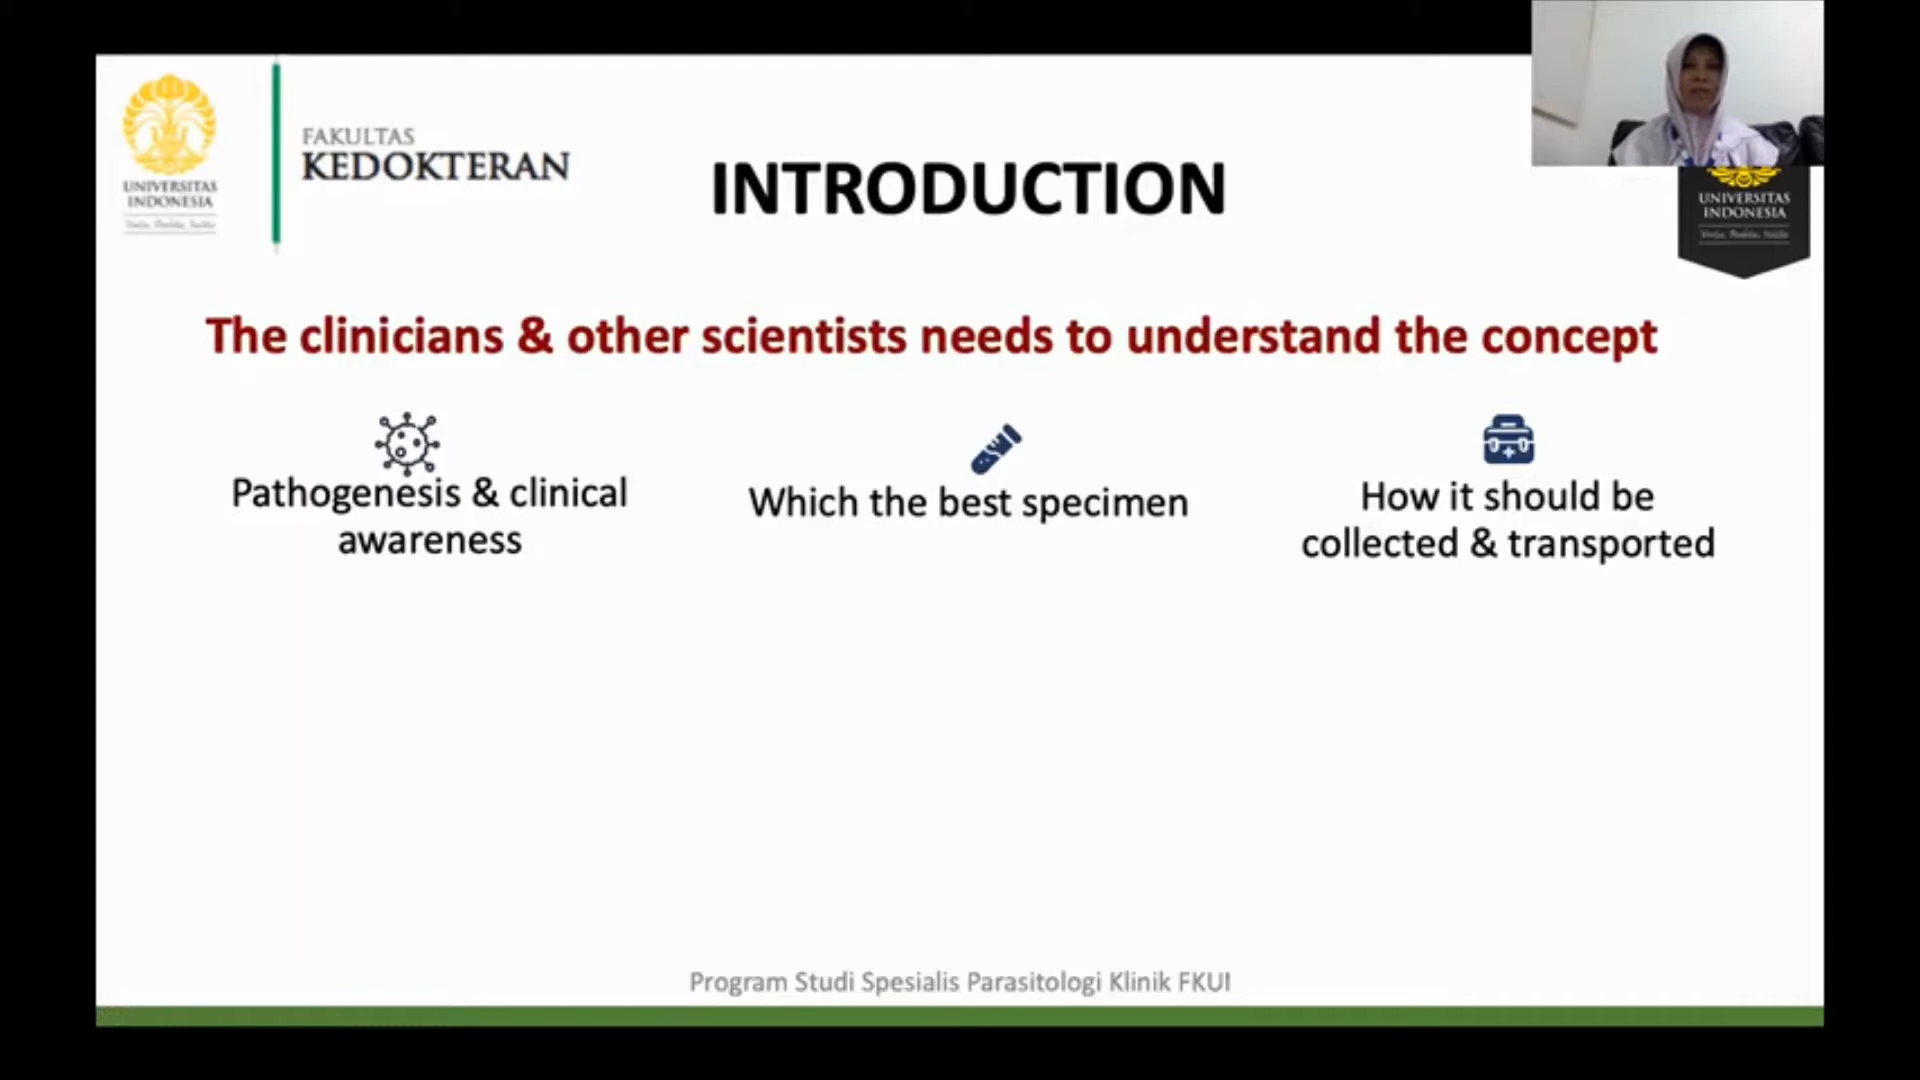 UNIVERSITAS
INDONESIA
FAKULTAS
KEDOKTERAN
INTRODUCTION
UNIVERSITAS
INDONESIA
The clinicians & other scientists needs to understand the concept
Pathogenesis & clinical
awareness
Which the best specimen
How it should be
collected & transported
Program Studi Spesialis Parasitologi Klinik FKUI